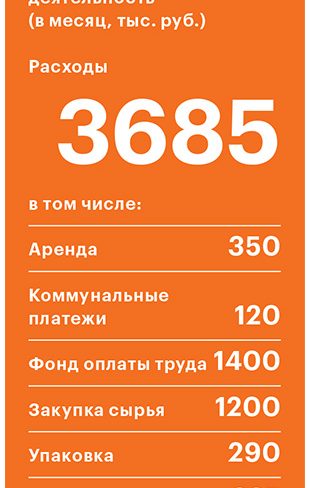 деятельность
(в месяц, тыс. руб.)
Расходы
3685
в том числе:
Аренда 350
Коммунальные
платежи 120
Фонд оплаты труда 1400
Закупка сырья 1200
Упаковка 290